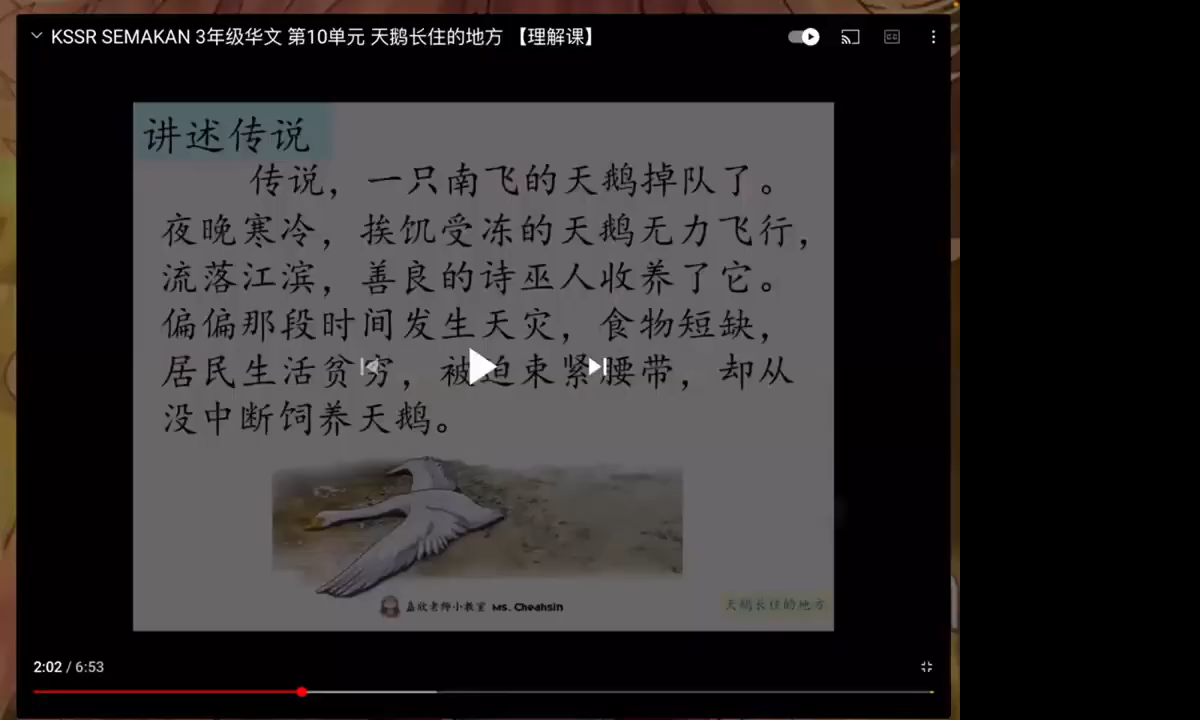 KSSR SEMAKAN 3年级华文 第10单元 天鹅长住的地方 【理解课】
讲述传说
传说，一只南飞的天鹅掉队了。
夜晚寒冷，挨饥受冻的天鹅无力飞行，
流落江滨，善良的诗巫人收养了它。
偏偏那段时间发生天灾，食物短缺，
居民生活贫穷，被迫束紧腰带，却从
没中断饲养天鹅。
嘉欣老师小教室 Ms. Cheahsin
天鹅长住的地方
2:02 / 6:53